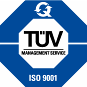 TÜV
MANAGEMENT SERVICE
ISO 9001